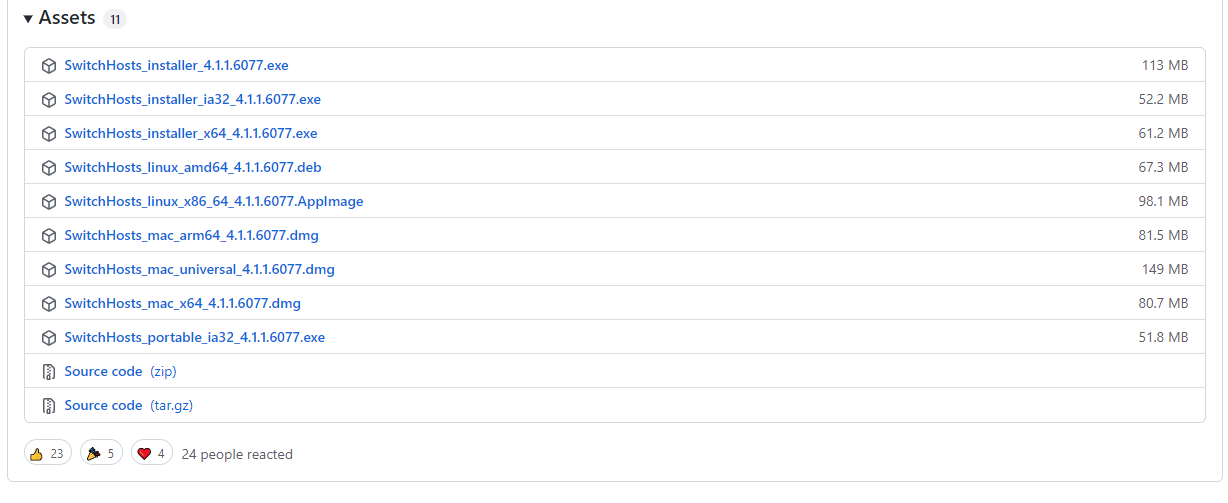 Assets 11
SwitchHosts_installer_4.1.1.6077.exe 113 MB
SwitchHosts_installer_ia32_4.1.1.6077.exe 52.2 MB
SwitchHosts_installer_x64_4.1.1.6077.exe 61.2 MB
SwitchHosts_linux_amd64_4.1.1.6077.deb 67.3 MB
SwitchHosts_linux_x86_64_4.1.1.6077.AppImage 98.1 MB
SwitchHosts_mac_arm64_4.1.1.6077.dmg 81.5 MB
SwitchHosts_mac_universal_4.1.1.6077.dmg 149 MB
SwitchHosts_mac_x64_4.1.1.6077.dmg 80.7 MB
SwitchHosts_portable_ia32_4.1.1.6077.exe 51.8 MB
Source code (zip)
Source code (tar.gz)
23 5 4 24 people reacted